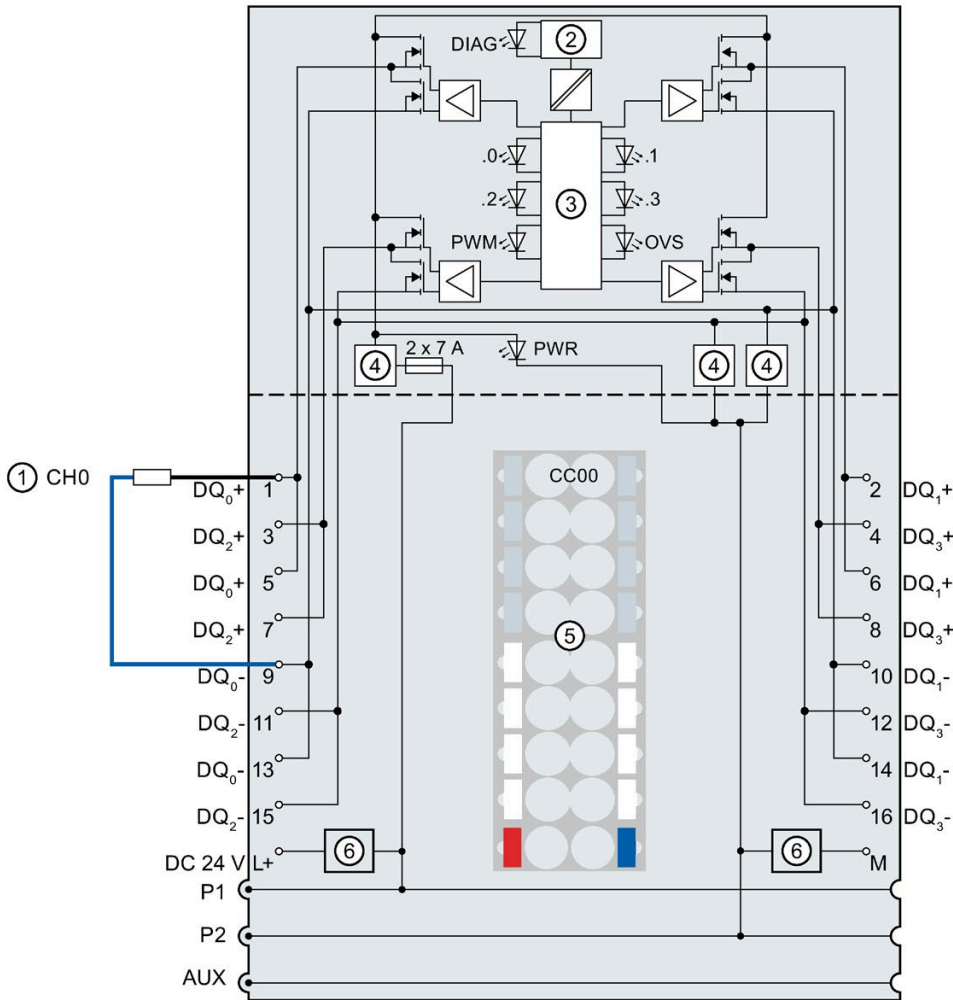 DIAG ②
.0 .1
.2 ③ .3
PWM OVS
④ 2 x 7 A PWR ④ ④
① CH0 CC00
DQ₀+ 1 2 DQ₁+
DQ₂+ 3 4 DQ₃+
DQ₀+ 5 6 DQ₁+
DQ₂+ 7 8 DQ₃+
⑤
DQ₀- 9 10 DQ₁-
DQ₂- 11 12 DQ₃-
DQ₀- 13 14 DQ₁-
DQ₂- 15 16 DQ₃-
DC 24 V L+ ⑥ ⑥ M
P1
P2
AUX